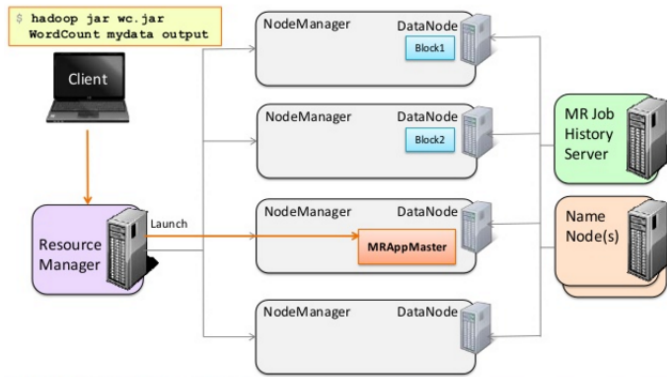 $ hadoop jar wc.jar
WordCount mydata output
Client
Resource
Manager
Launch
NodeManager
DataNode
Block1
NodeManager
DataNode
Block2
NodeManager
DataNode
MRAppMaster
NodeManager
DataNode
MR Job
History
Server
Name
Node(s)